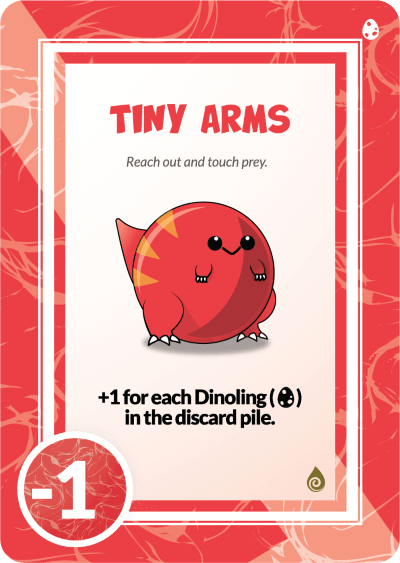 TINY ARMS
Reach out and touch prey.
+1 for each Dinoling ( )
in the discard pile.
-1